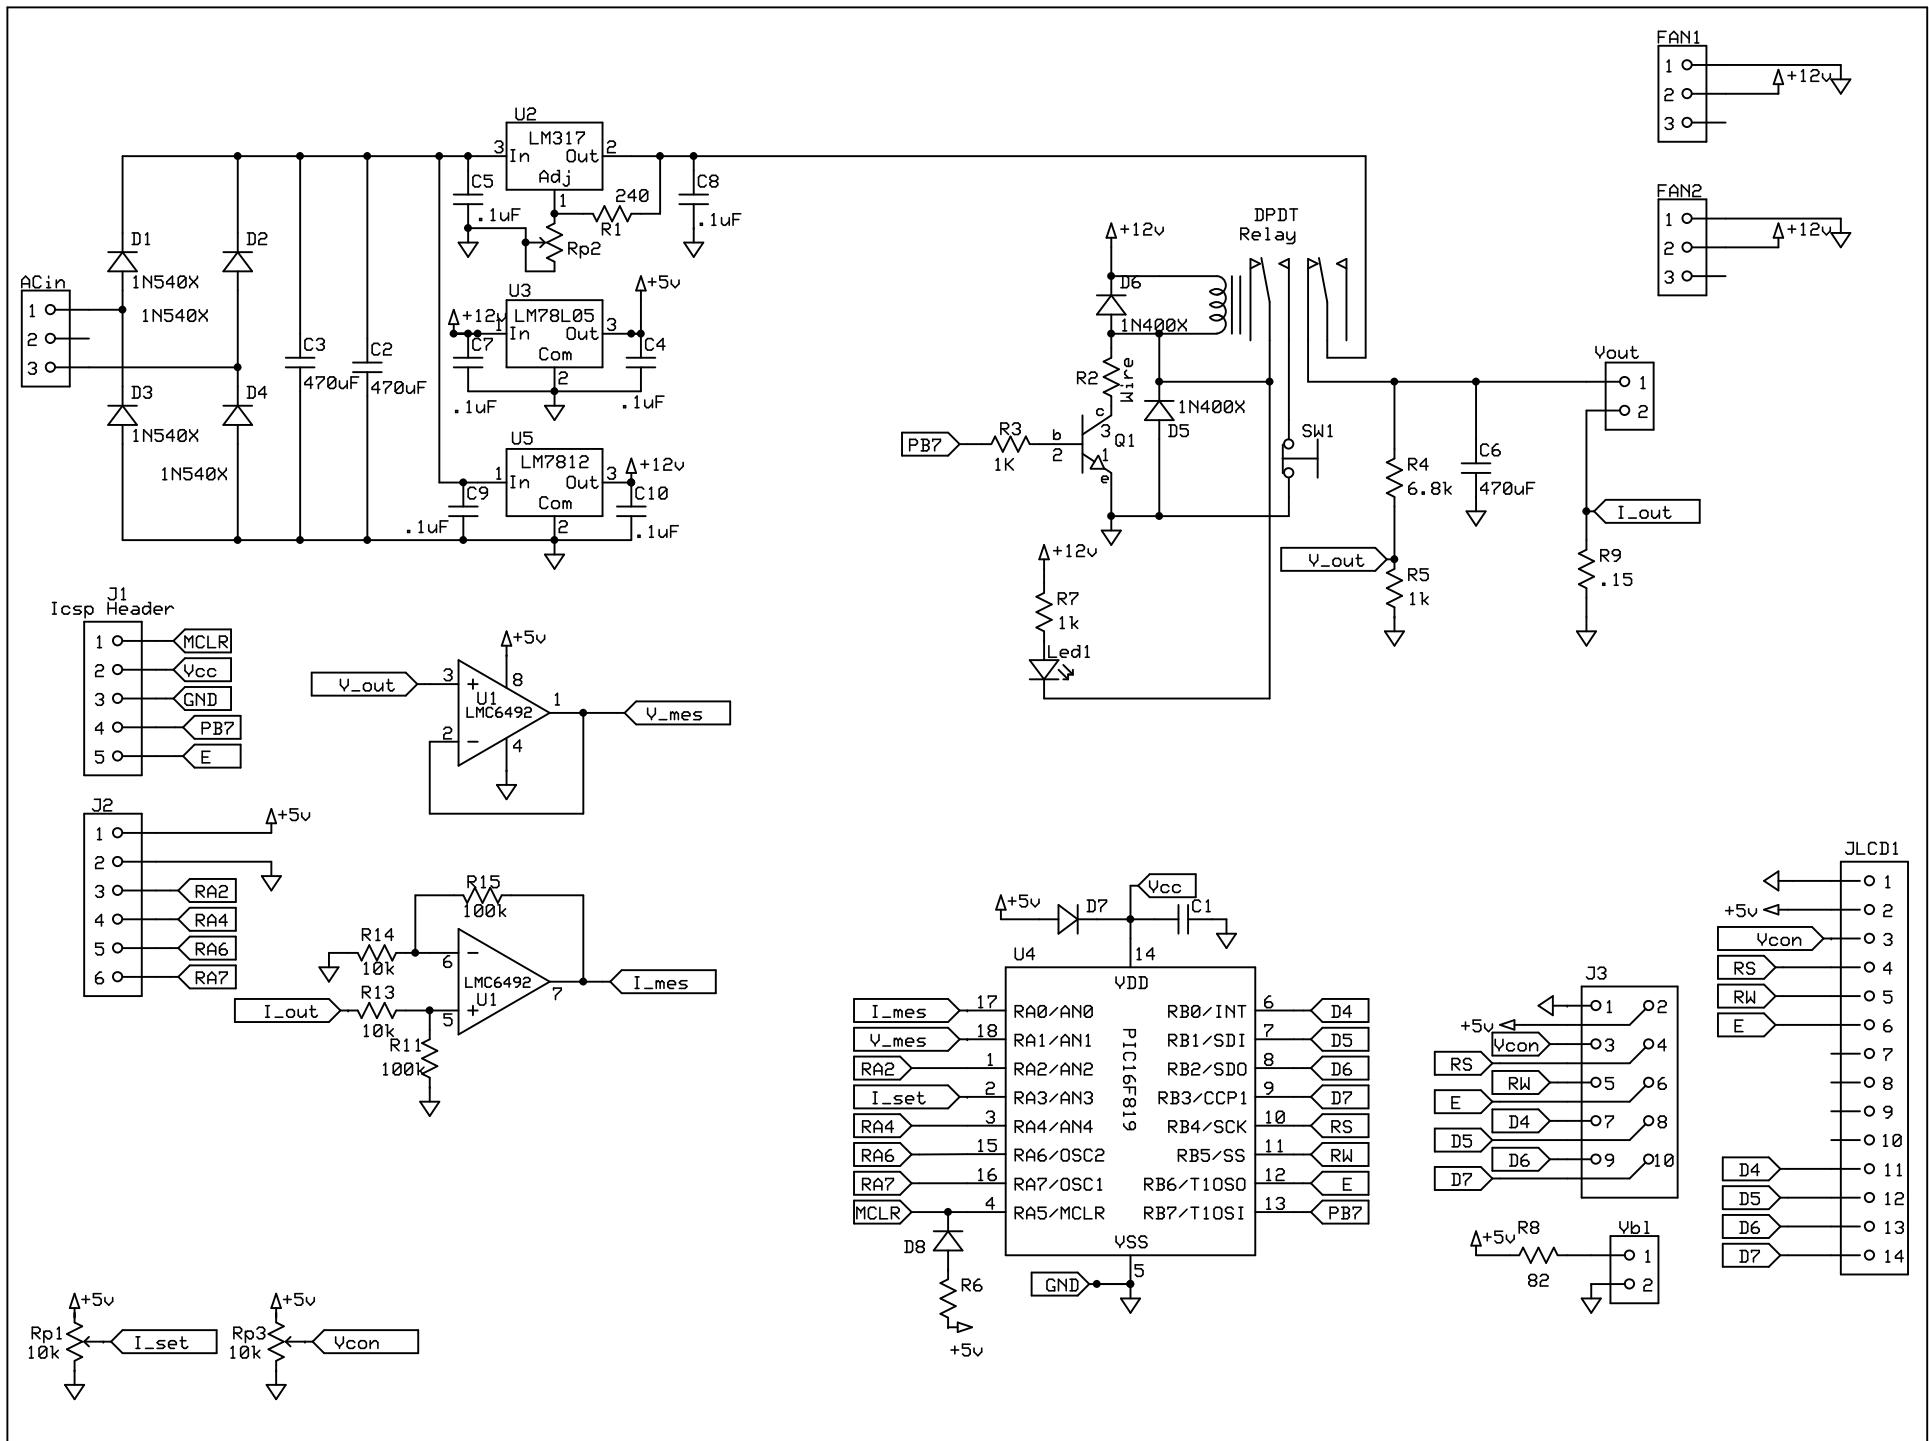 FAN1
1
2
3
+12v
FAN2
1
2
3
+12v
U2
LM317
3
In
Out
2
Adj
1
C5
.1uF
240
R1
Rp2
C8
.1uF
D1
1N540X
D2
1N540X
ACin
1
2
3
D3
1N540X
D4
1N540X
C3
470uF
C2
470uF
U3
LM78L05
+12v
1
In
Out
3
Com
2
+5v
C7
.1uF
C4
.1uF
U5
LM7812
1
In
Out
3
Com
2
+12v
C9
.1uF
C10
.1uF
DPDT
Relay
+12v
D6
1N400X
R2
Wire
c
3
b
2
1
e
Q1
PB7
R3
1K
1N400X
D5
SW1
Vout
1
2
R4
6.8k
C6
470uF
I_out
V_out
R5
1k
R9
.15
+12v
R7
1k
Led1
J1
Icsp Header
1
MCLR
2
Vcc
3
GND
4
PB7
5
E
J2
1
+5v
2
3
RA2
4
RA4
5
RA6
6
RA7
+5v
V_out
3
+
8
U1
LMC6492
1
V_mes
2
-
4
R15
100k
R14
10k
6
-
LMC6492
U1
7
I_mes
I_out
R13
10k
5
+
R11
100k
+5v
D7
Vcc
C1
U4
14
VDD
PIC16F819
I_mes
17
RA0/AN0
RB0/INT
6
D4
V_mes
18
RA1/AN1
RB1/SDI
7
D5
RA2
1
RA2/AN2
RB2/SDO
8
D6
I_set
2
RA3/AN3
RB3/CCP1
9
D7
RA4
3
RA4/AN4
RB4/SCK
10
RS
RA6
15
RA6/OSC2
RB5/SS
11
RW
RA7
16
RA7/OSC1
RB6/T1OSO
12
E
MCLR
4
RA5/MCLR
RB7/T1OSI
13
PB7
VSS
5
GND
D8
R6
+5v
J3
1
2
+5v
Vcon
3
4
RS
RW
5
6
E
D4
7
8
D5
D6
9
10
D7
+5v
R8
82
Vbl
1
2
JLCD1
1
+5v
2
Vcon
3
RS
4
RW
5
E
6
7
8
9
10
D4
11
D5
12
D6
13
D7
14
+5v
Rp1
10k
I_set
+5v
Rp3
10k
Vcon